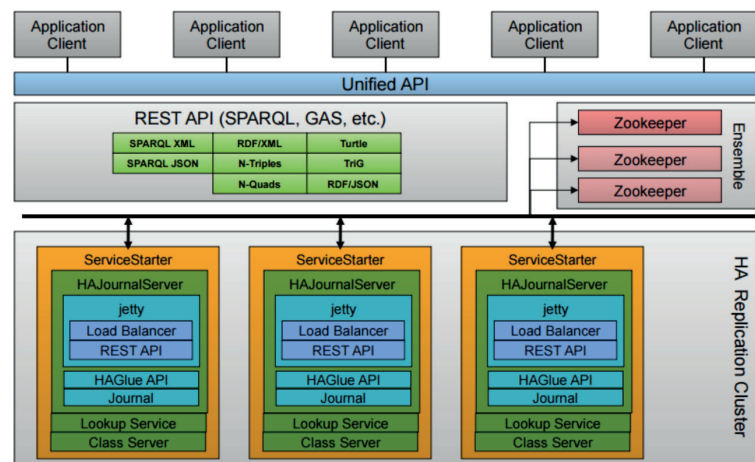 Application
Client
Application
Client
Application
Client
Application
Client
Application
Client
Unified API
REST API (SPARQL, GAS, etc.)
SPARQL XML
RDF/XML
Turtle
SPARQL JSON
N-Triples
TriG
N-Quads
RDF/JSON
Zookeeper
Zookeeper
Zookeeper
Ensemble
ServiceStarter
HAJournalServer
jetty
Load Balancer
REST API
HAGlue API
Journal
Lookup Service
Class Server
ServiceStarter
HAJournalServer
jetty
Load Balancer
REST API
HAGlue API
Journal
Lookup Service
Class Server
ServiceStarter
HAJournalServer
jetty
Load Balancer
REST API
HAGlue API
Journal
Lookup Service
Class Server
HA Replication Cluster